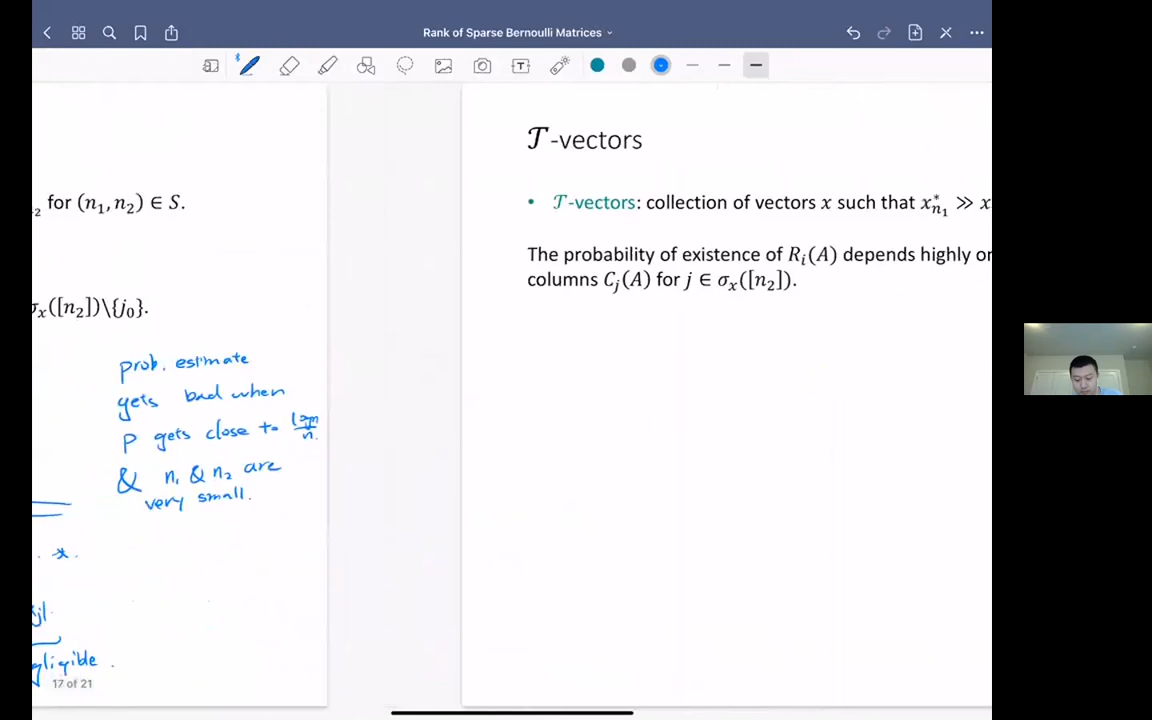 Rank of Sparse Bernoulli Matrices
for (n₁, n₂) ∈ S.
σₓ([n₂])\{j₀}.
prob. estimate
gets bad when
p gets close to log n / n.
& n₁ & n₂ are
very small.
. x.
gligible .
17 of 21
𝒯-vectors
• 𝒯-vectors: collection of vectors x such that x*ₙ₁ ≫ x
The probability of existence of Rᵢ(A) depends highly on
columns Cⱼ(A) for j ∈ σₓ([n₂]).